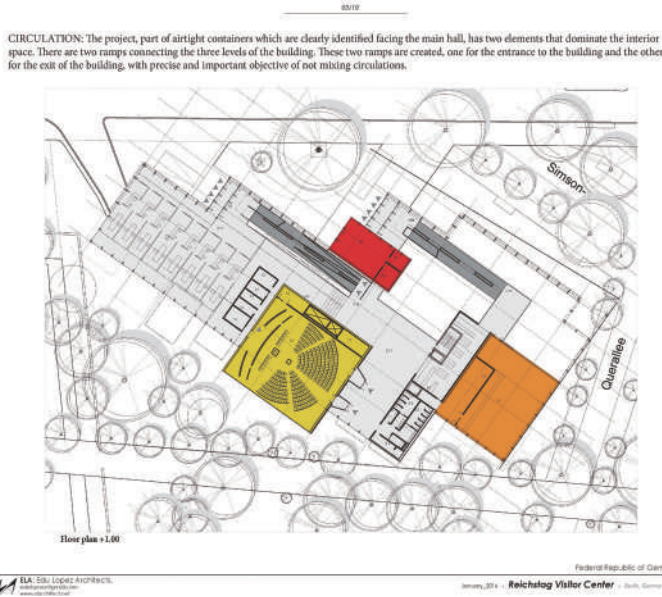 03/10
CIRCULATION: The project, part of airtight containers which are clearly identified facing the main hall, has two elements that dominate the interior
space. There are two ramps connecting the three levels of the building. These two ramps are created, one for the entrance to the building and the other
for the exit of the building, with precise and important objective of not mixing circulations.
Simson-
Querallee
Floor plan +1.00
Federal Republic of Ger
ELA: Edu Lopez Architects.
January_2016 - Reichstag Visitor Center -